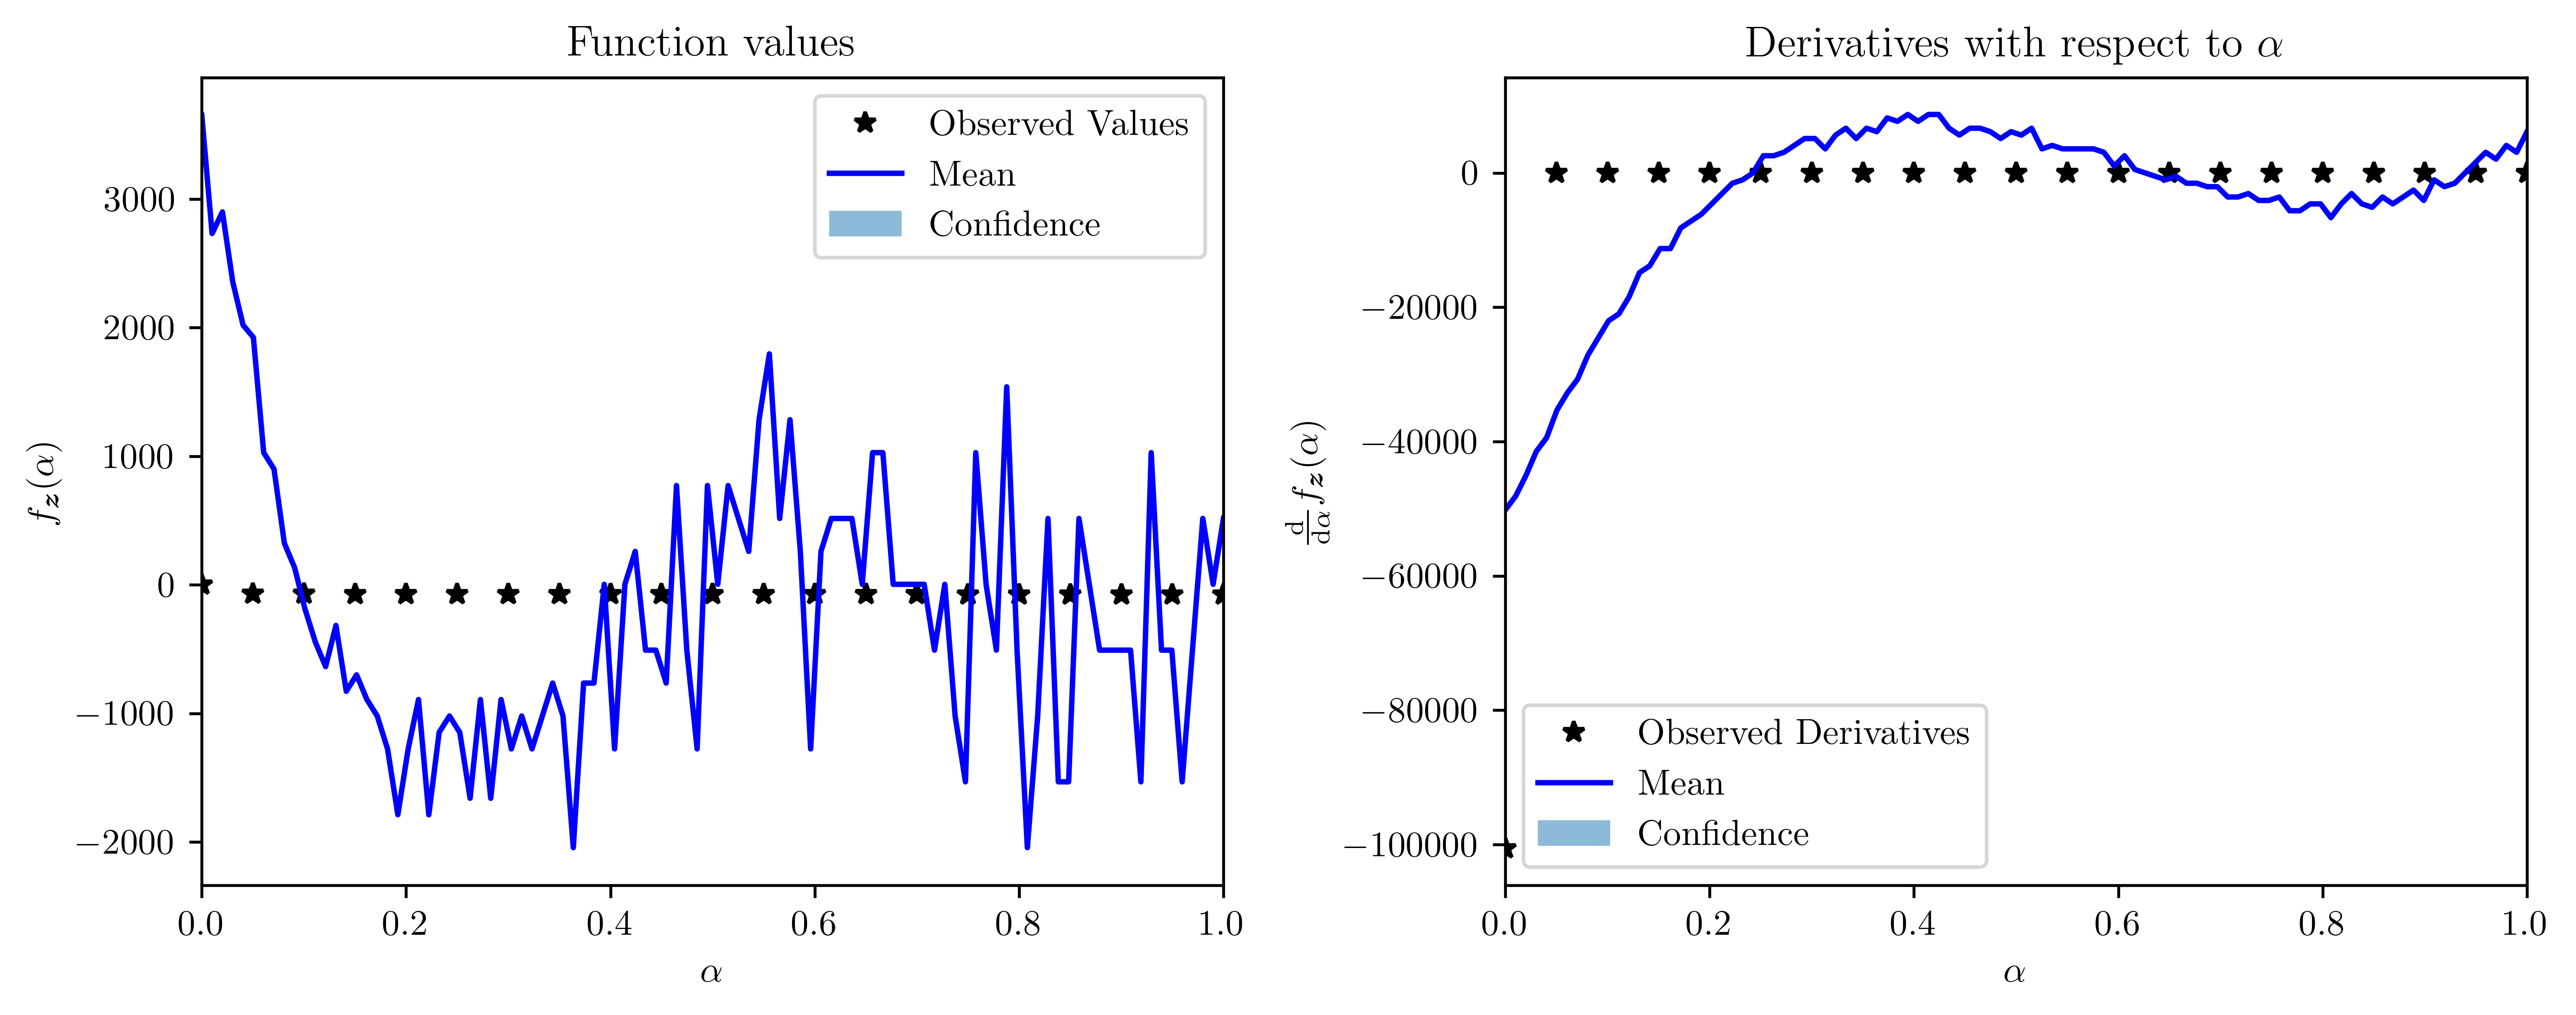 Function values
Observed Values
Mean
Confidence
3000
2000
1000
0
−1000
−2000
f𝒛(α)
0.0 0.2 0.4 0.6 0.8 1.0
α
Derivatives with respect to α
0
−20000
−40000
−60000
−80000
−100000
d/dα f𝒛(α)
Observed Derivatives
Mean
Confidence
0.0 0.2 0.4 0.6 0.8 1.0
α